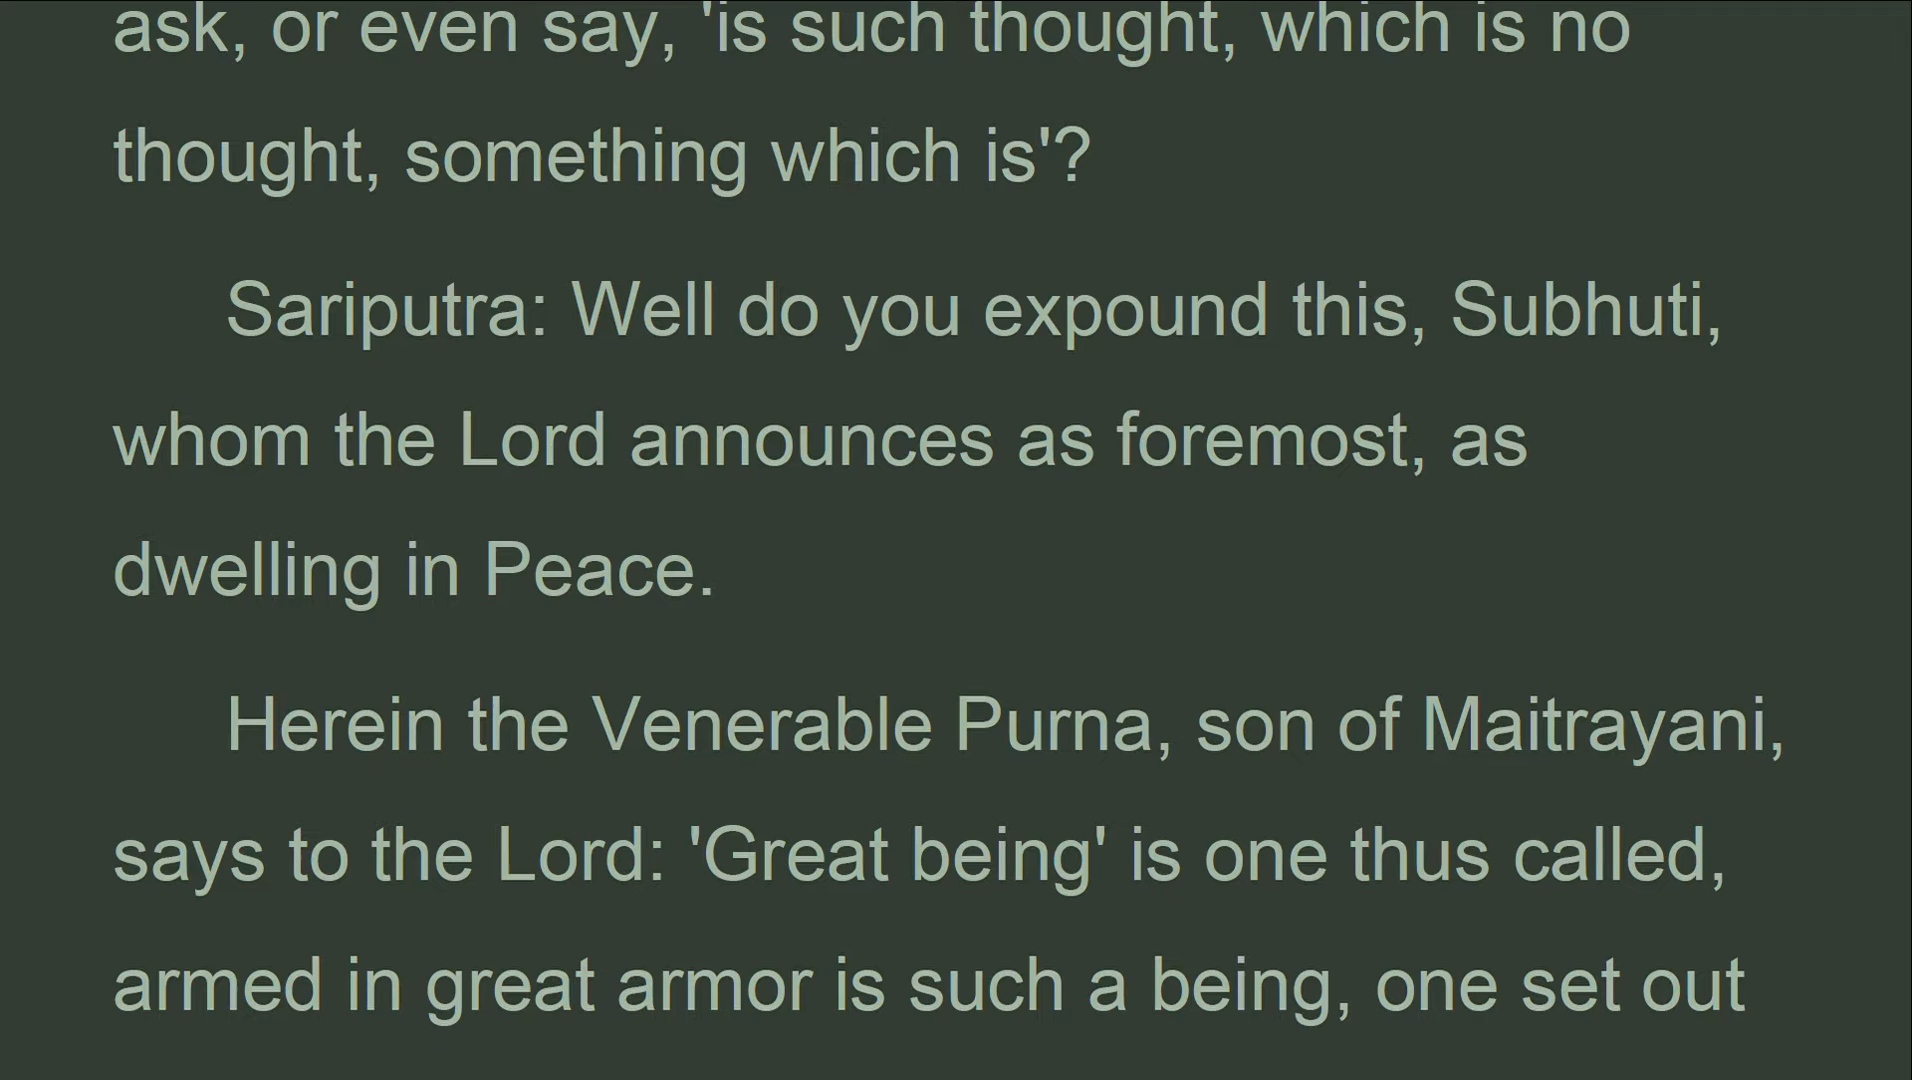 ask, or even say, 'is such thought, which is no
thought, something which is'?
Sariputra: Well do you expound this, Subhuti,
whom the Lord announces as foremost, as
dwelling in Peace.
Herein the Venerable Purna, son of Maitrayani,
says to the Lord: 'Great being' is one thus called,
armed in great armor is such a being, one set out